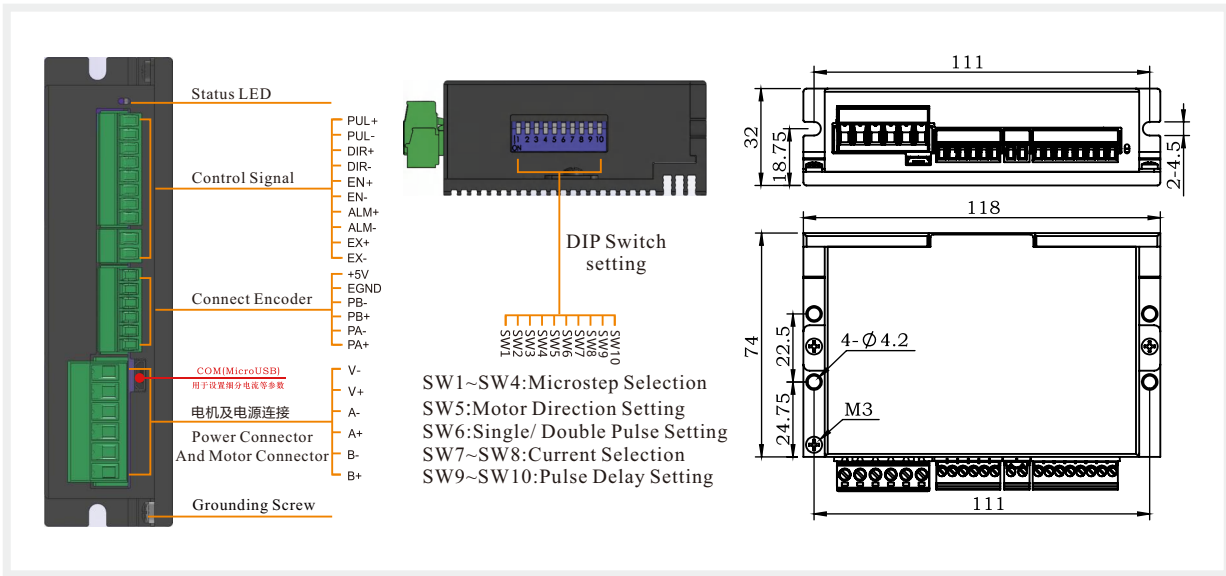 Status LED
PUL+
PUL-
DIR+
DIR-
Control Signal
EN+
EN-
ALM+
ALM-
EX+
EX-
+5V
EGND
Connect Encoder
PB-
PB+
PA-
PA+
COM(MicroUSB)
用于设置细分电流等参数
V-
V+
电机及电源连接
A-
Power Connector
And Motor Connector
A+
B-
B+
Grounding Screw
1 2 3 4 5 6 7 8 9 10
ON
DIP Switch
setting
SW1
SW2
SW3
SW4
SW5
SW6
SW7
SW8
SW9
SW10
SW1~SW4:Microstep Selection
SW5:Motor Direction Setting
SW6:Single/ Double Pulse Setting
SW7~SW8:Current Selection
SW9~SW10:Pulse Delay Setting
111
32
18.75
2-4.5
118
74
22.5
4-Ø4.2
24.75
M3
111